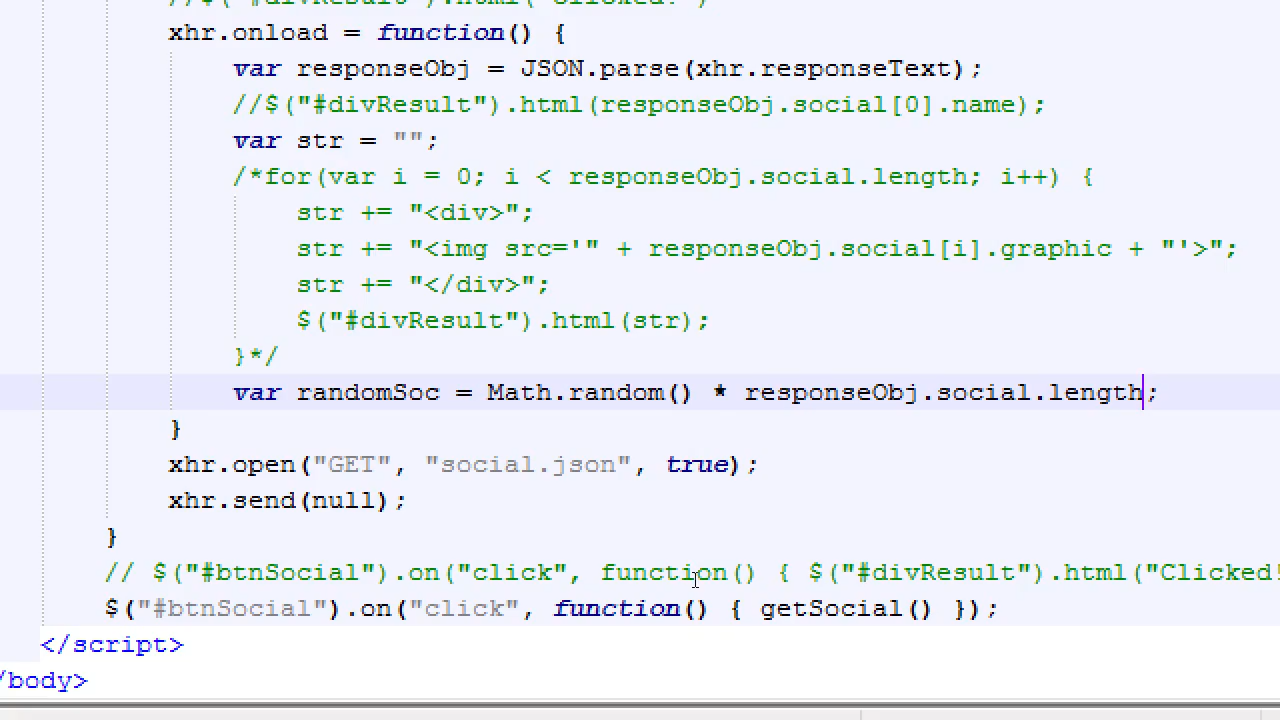 xhr.onload = function() {
var responseObj = JSON.parse(xhr.responseText);
//$("#divResult").html(responseObj.social[0].name);
var str = "";
/*for(var i = 0; i < responseObj.social.length; i++) {
str += "<div>";
str += "<img src='" + responseObj.social[i].graphic + "'>";
str += "</div>";
$("#divResult").html(str);
}*/
var randomSoc = Math.random() * responseObj.social.length;
}
xhr.open("GET", "social.json", true);
xhr.send(null);
}
// $("#btnSocial").on("click", function() { $("#divResult").html("Clicked!
$("#btnSocial").on("click", function() { getSocial() });
</script>
/body>